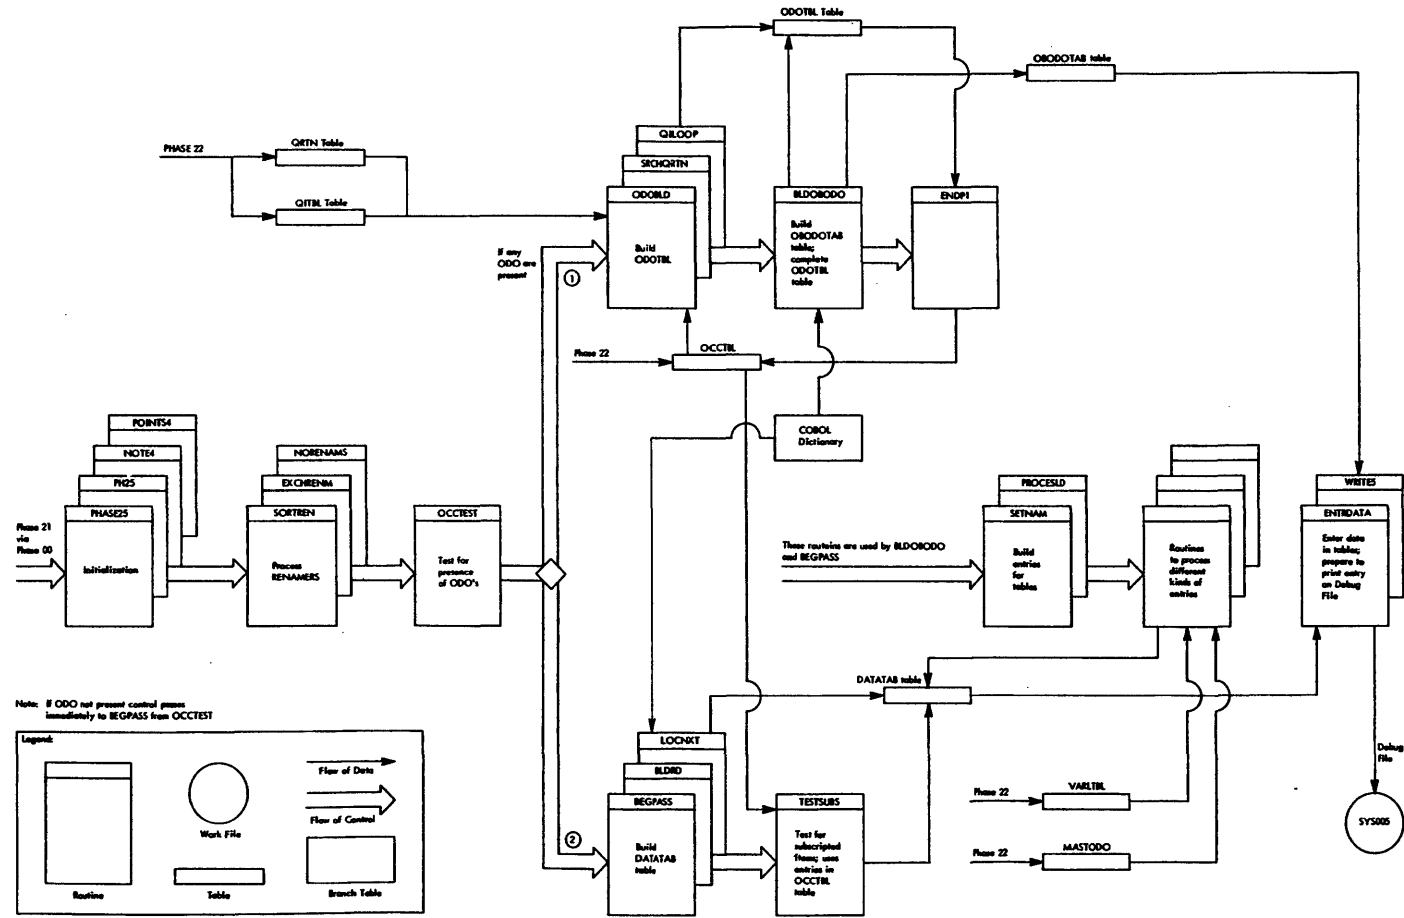 ODOTBL Table
OBODOTAB table
PHASE 22
QRTN Table
QITBL Table
QILOOP
SRCHQRTN
ODOBLD
Build
ODOTBL
If any
ODO are
present
1
BLDOBODO
Build
OBODOTAB
table;
complete
ODOTBL
table
ENDP1
Phase 22
OCCTBL
COBOL
Dictionary
POINTS4
NOTE4
PH25
PHASE25
Initialization
Phase 21
via
Phase 00
NORENAMS
EXCHRENM
SORTREN
Process
RENAMERS
OCCTEST
Test for
presence
of ODO's
These routeins are used by BLDOBODO
and BEGPASS
PROCESLD
SETNAM
Build
entries
for
tables
Routines
to process
different
kinds of
entries
WRITE5
ENTRDATA
Enter data
in tables;
prepare to
print entry
on Debug
File
DATATAB table
Note: If ODO not present control passes
immediately to BEGPASS from OCCTEST
Legend:
Routine
Work File
Table
Flow of Data
Flow of Control
Branch Table
2
LOCNXT
BLDRD
BEGPASS
Build
DATATAB
table
TESTSUBS
Test for
subscripted
items; uses
entries in
OCCTBL
table
Phase 22
VARLTBL
Phase 22
MASTODO
Debug
File
SYS005